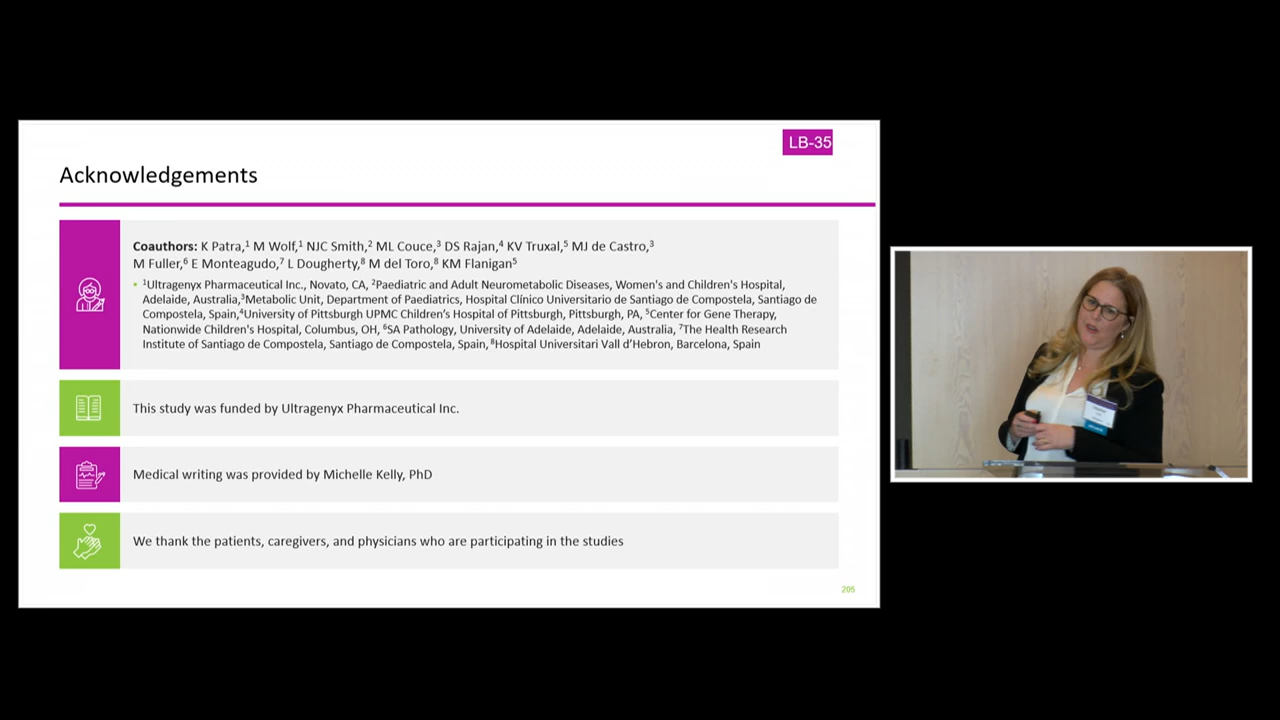 LB-35
Acknowledgements
Coauthors: K Patra,¹ M Wolf,¹ NJC Smith,² ML Couce,³ DS Rajan,⁴ KV Truxal,⁵ MJ de Castro,³
M Fuller,⁶ E Monteagudo,⁷ L Dougherty,⁸ M del Toro,⁸ KM Flanigan⁵
• ¹Ultragenyx Pharmaceutical Inc., Novato, CA, ²Paediatric and Adult Neurometabolic Diseases, Women's and Children's Hospital,
Adelaide, Australia,³Metabolic Unit, Department of Paediatrics, Hospital Clínico Universitario de Santiago de Compostela, Santiago de
Compostela, Spain,⁴University of Pittsburgh UPMC Children's Hospital of Pittsburgh, Pittsburgh, PA, ⁵Center for Gene Therapy,
Nationwide Children's Hospital, Columbus, OH, ⁶SA Pathology, University of Adelaide, Adelaide, Australia, ⁷The Health Research
Institute of Santiago de Compostela, Santiago de Compostela, Spain, ⁸Hospital Universitari Vall d'Hebron, Barcelona, Spain
This study was funded by Ultragenyx Pharmaceutical Inc.
Medical writing was provided by Michelle Kelly, PhD
We thank the patients, caregivers, and physicians who are participating in the studies
205